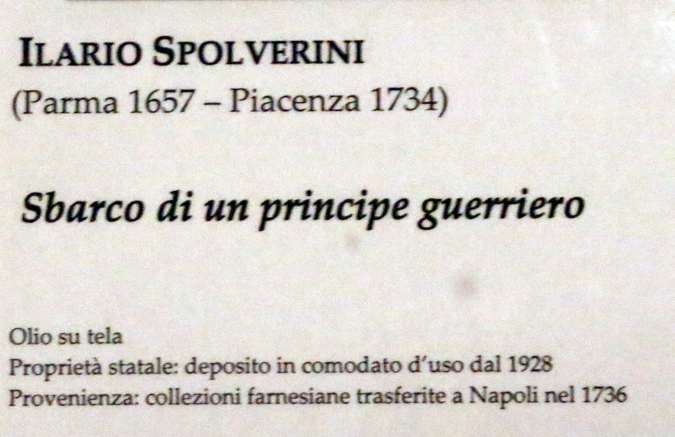 ILARIO SPOLVERINI
(Parma 1657 – Piacenza 1734)
Sbarco di un principe guerriero
Olio su tela
Proprietà statale: deposito in comodato d'uso dal 1928
Provenienza: collezioni farnesiane trasferite a Napoli nel 1736